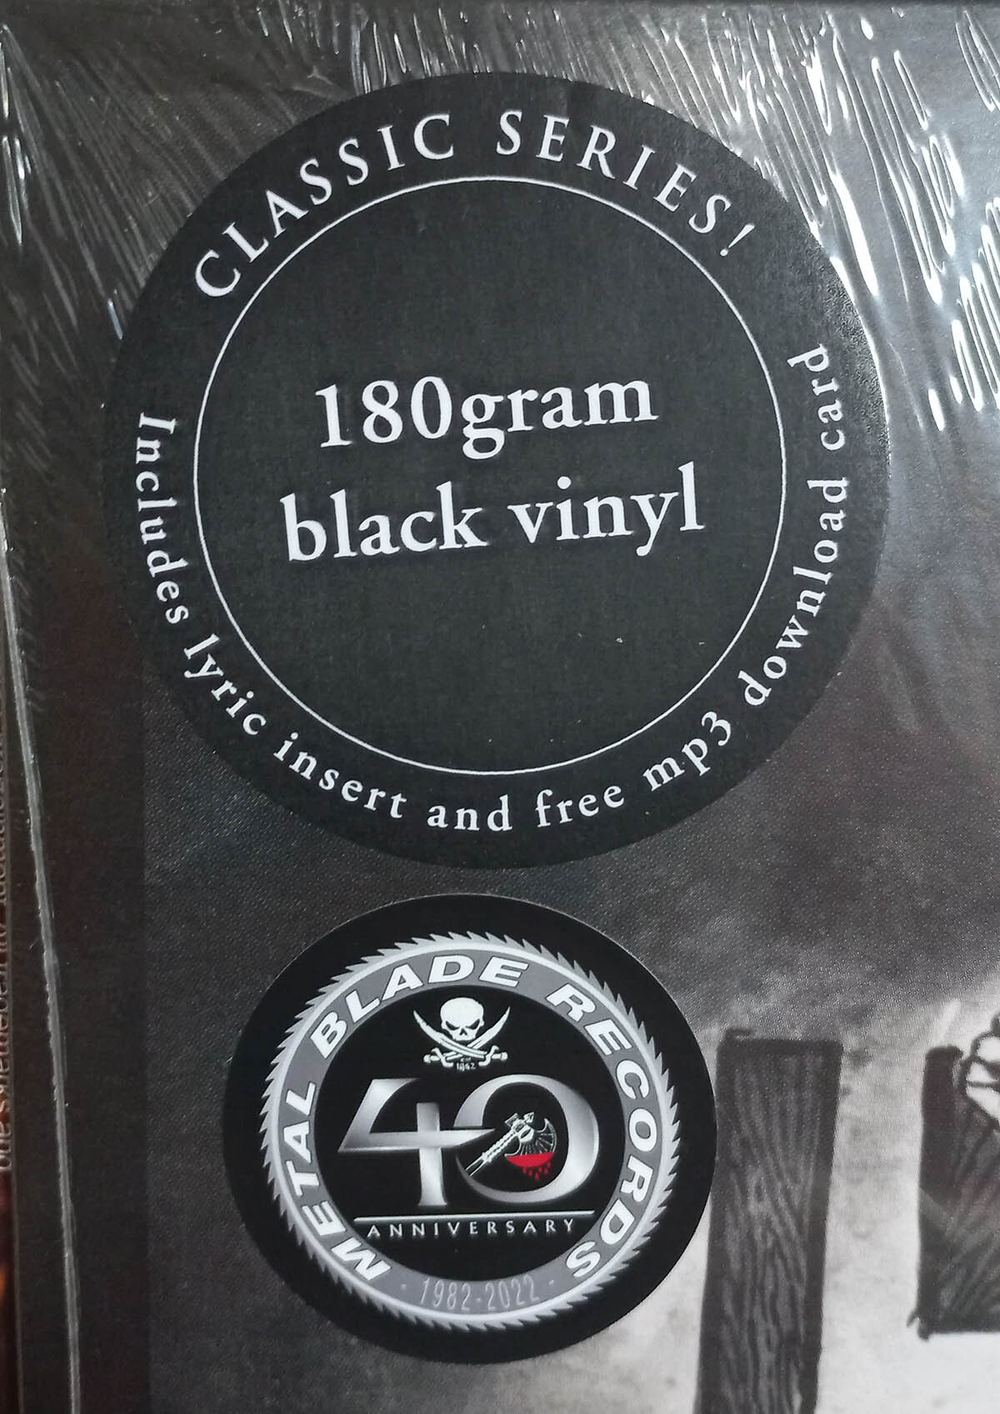 CLASSIC SERIES!
180gram
black vinyl
Includes lyric insert and free mp3 download card
METAL BLADE RECORDS
40
ANNIVERSARY
- 1982-2022 -